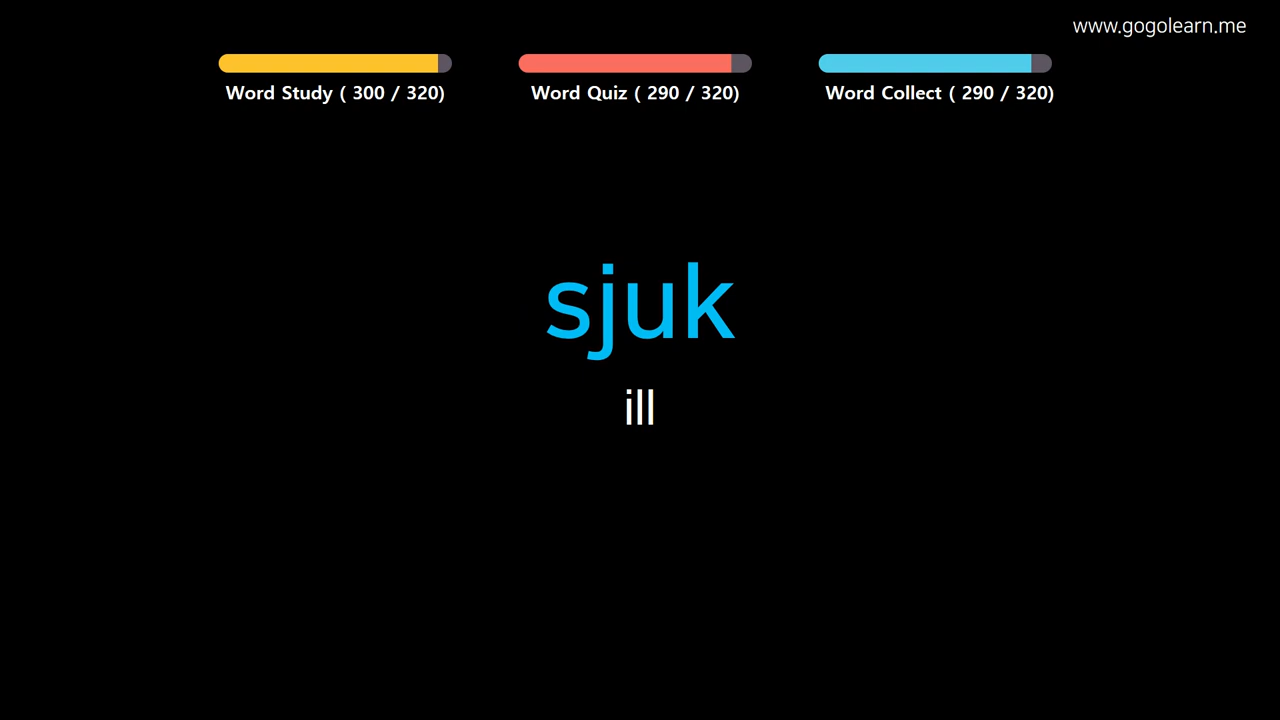 www.gogolearn.me
Word Study ( 300 / 320)
Word Quiz ( 290 / 320)
Word Collect ( 290 / 320)
sjuk
ill